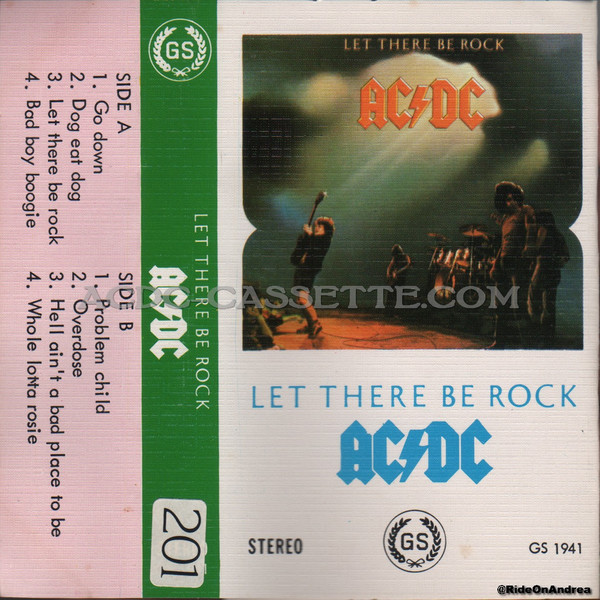 SIDE A
1. Go down
2. Dog eat dog
3. Let there be rock
4. Bad boy boogie
SIDE B
1 Problem child
2. Overdose
3. Hell ain't a bad place to be
4. Whole lotta rosie
GS
LET THERE BE ROCK
AC DC
201
LET THERE BE ROCK
AC DC
ACDC-CASSETTE.COM
LET THERE BE ROCK
AC DC
STEREO
GS
GS 1941
@RideOnAndrea